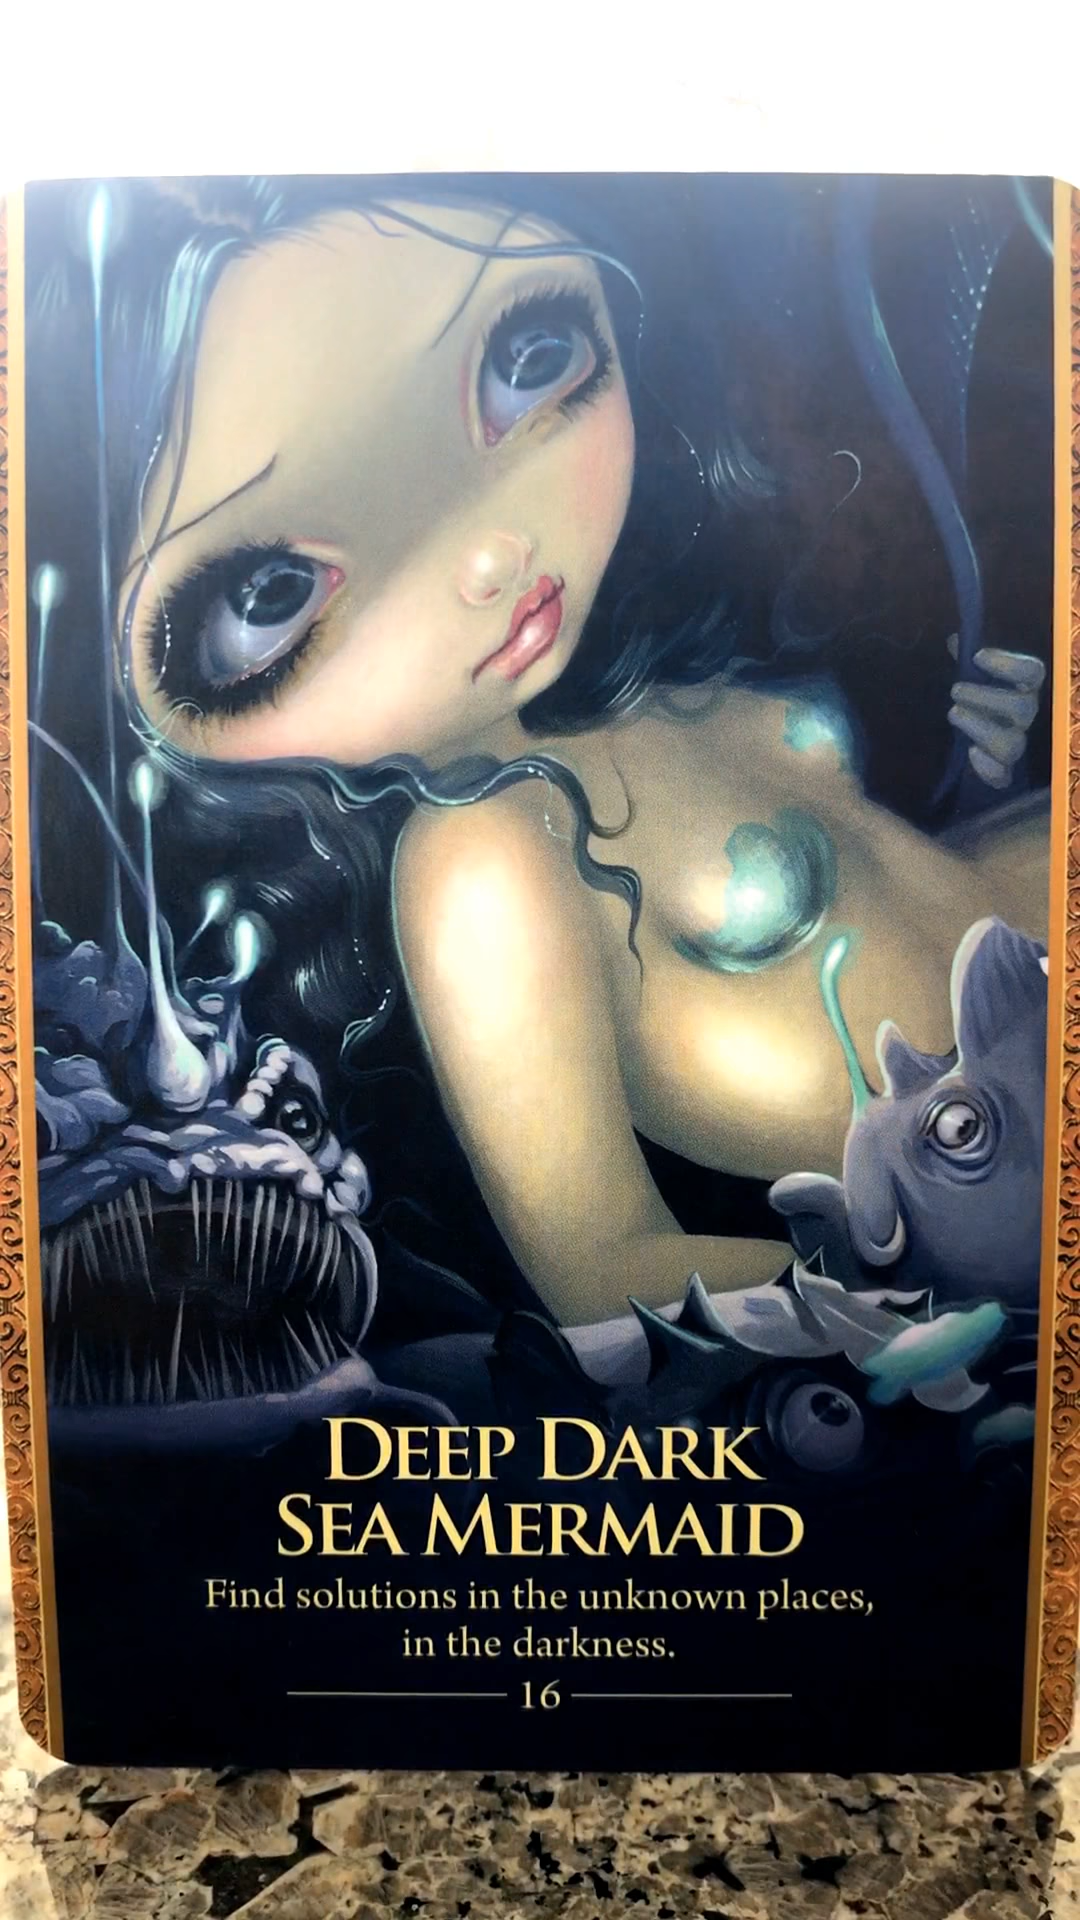 DEEP DARK
SEA MERMAID
Find solutions in the unknown places,
in the darkness.
16